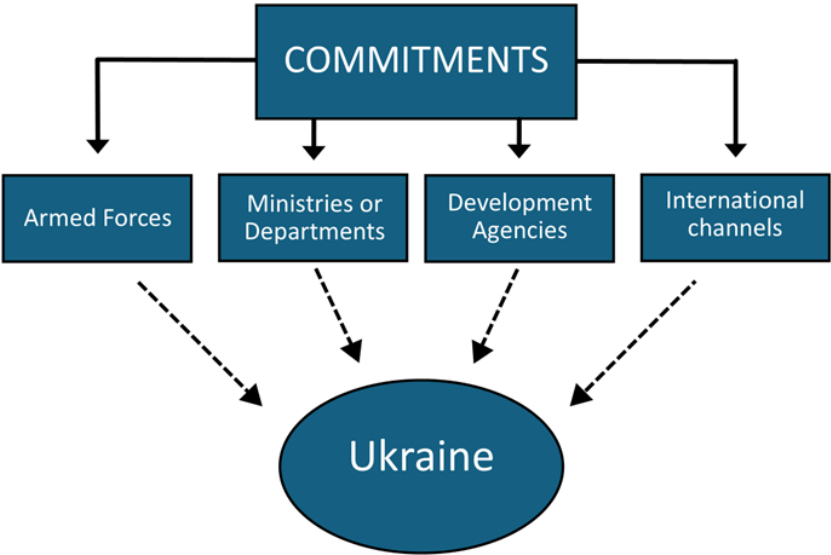 COMMITMENTS
Armed Forces
Ministries or
Departments
Development
Agencies
International
channels
Ukraine